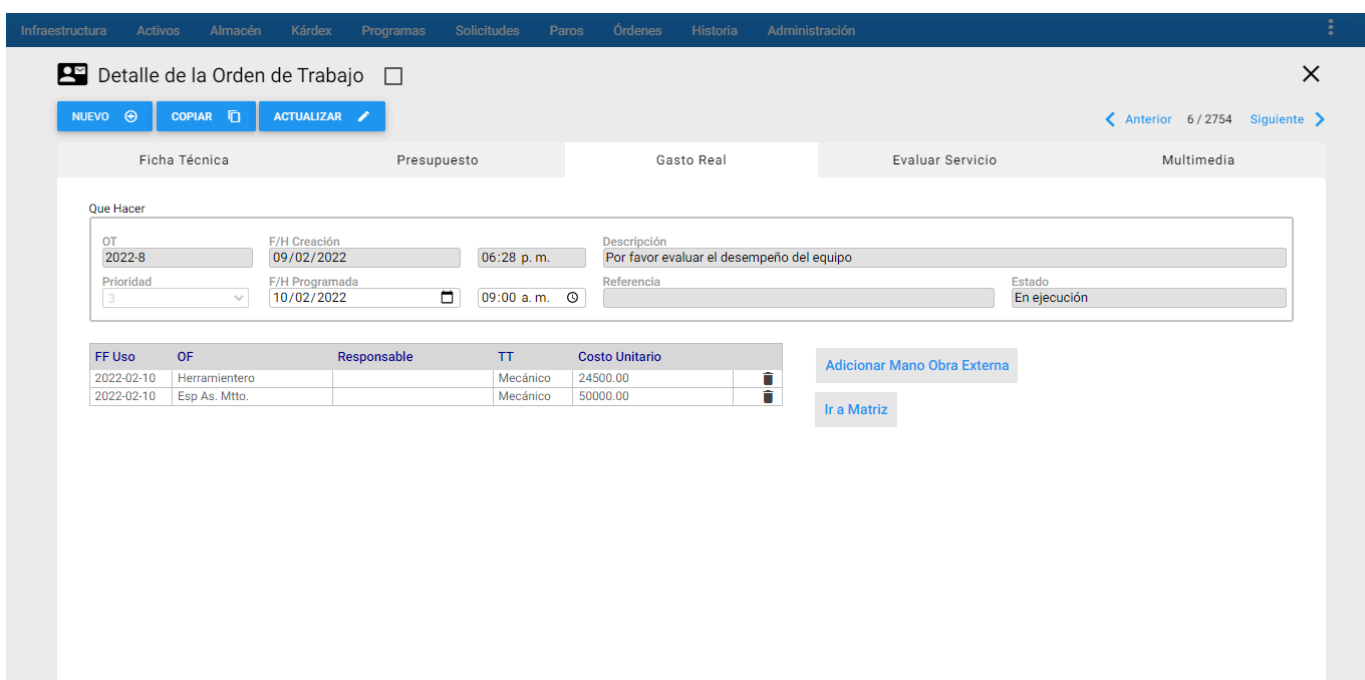 Infraestructura Activos Almacén Kárdex Programas Solicitudes Paros Órdenes Historia Administración
Detalle de la Orden de Trabajo
NUEVO COPIAR ACTUALIZAR Anterior 6 / 2754 Siguiente
Ficha Técnica Presupuesto Gasto Real Evaluar Servicio Multimedia
Que Hacer
OT F/H Creación Descripción
2022-8 09/02/2022 06:28 p. m. Por favor evaluar el desempeño del equipo
Prioridad F/H Programada Referencia Estado
3 10/02/2022 09:00 a. m. En ejecución
FF Uso OF Responsable TT Costo Unitario
2022-02-10 Herramientero Mecánico 24500.00
2022-02-10 Esp As. Mtto. Mecánico 50000.00
Adicionar Mano Obra Externa
Ir a Matriz